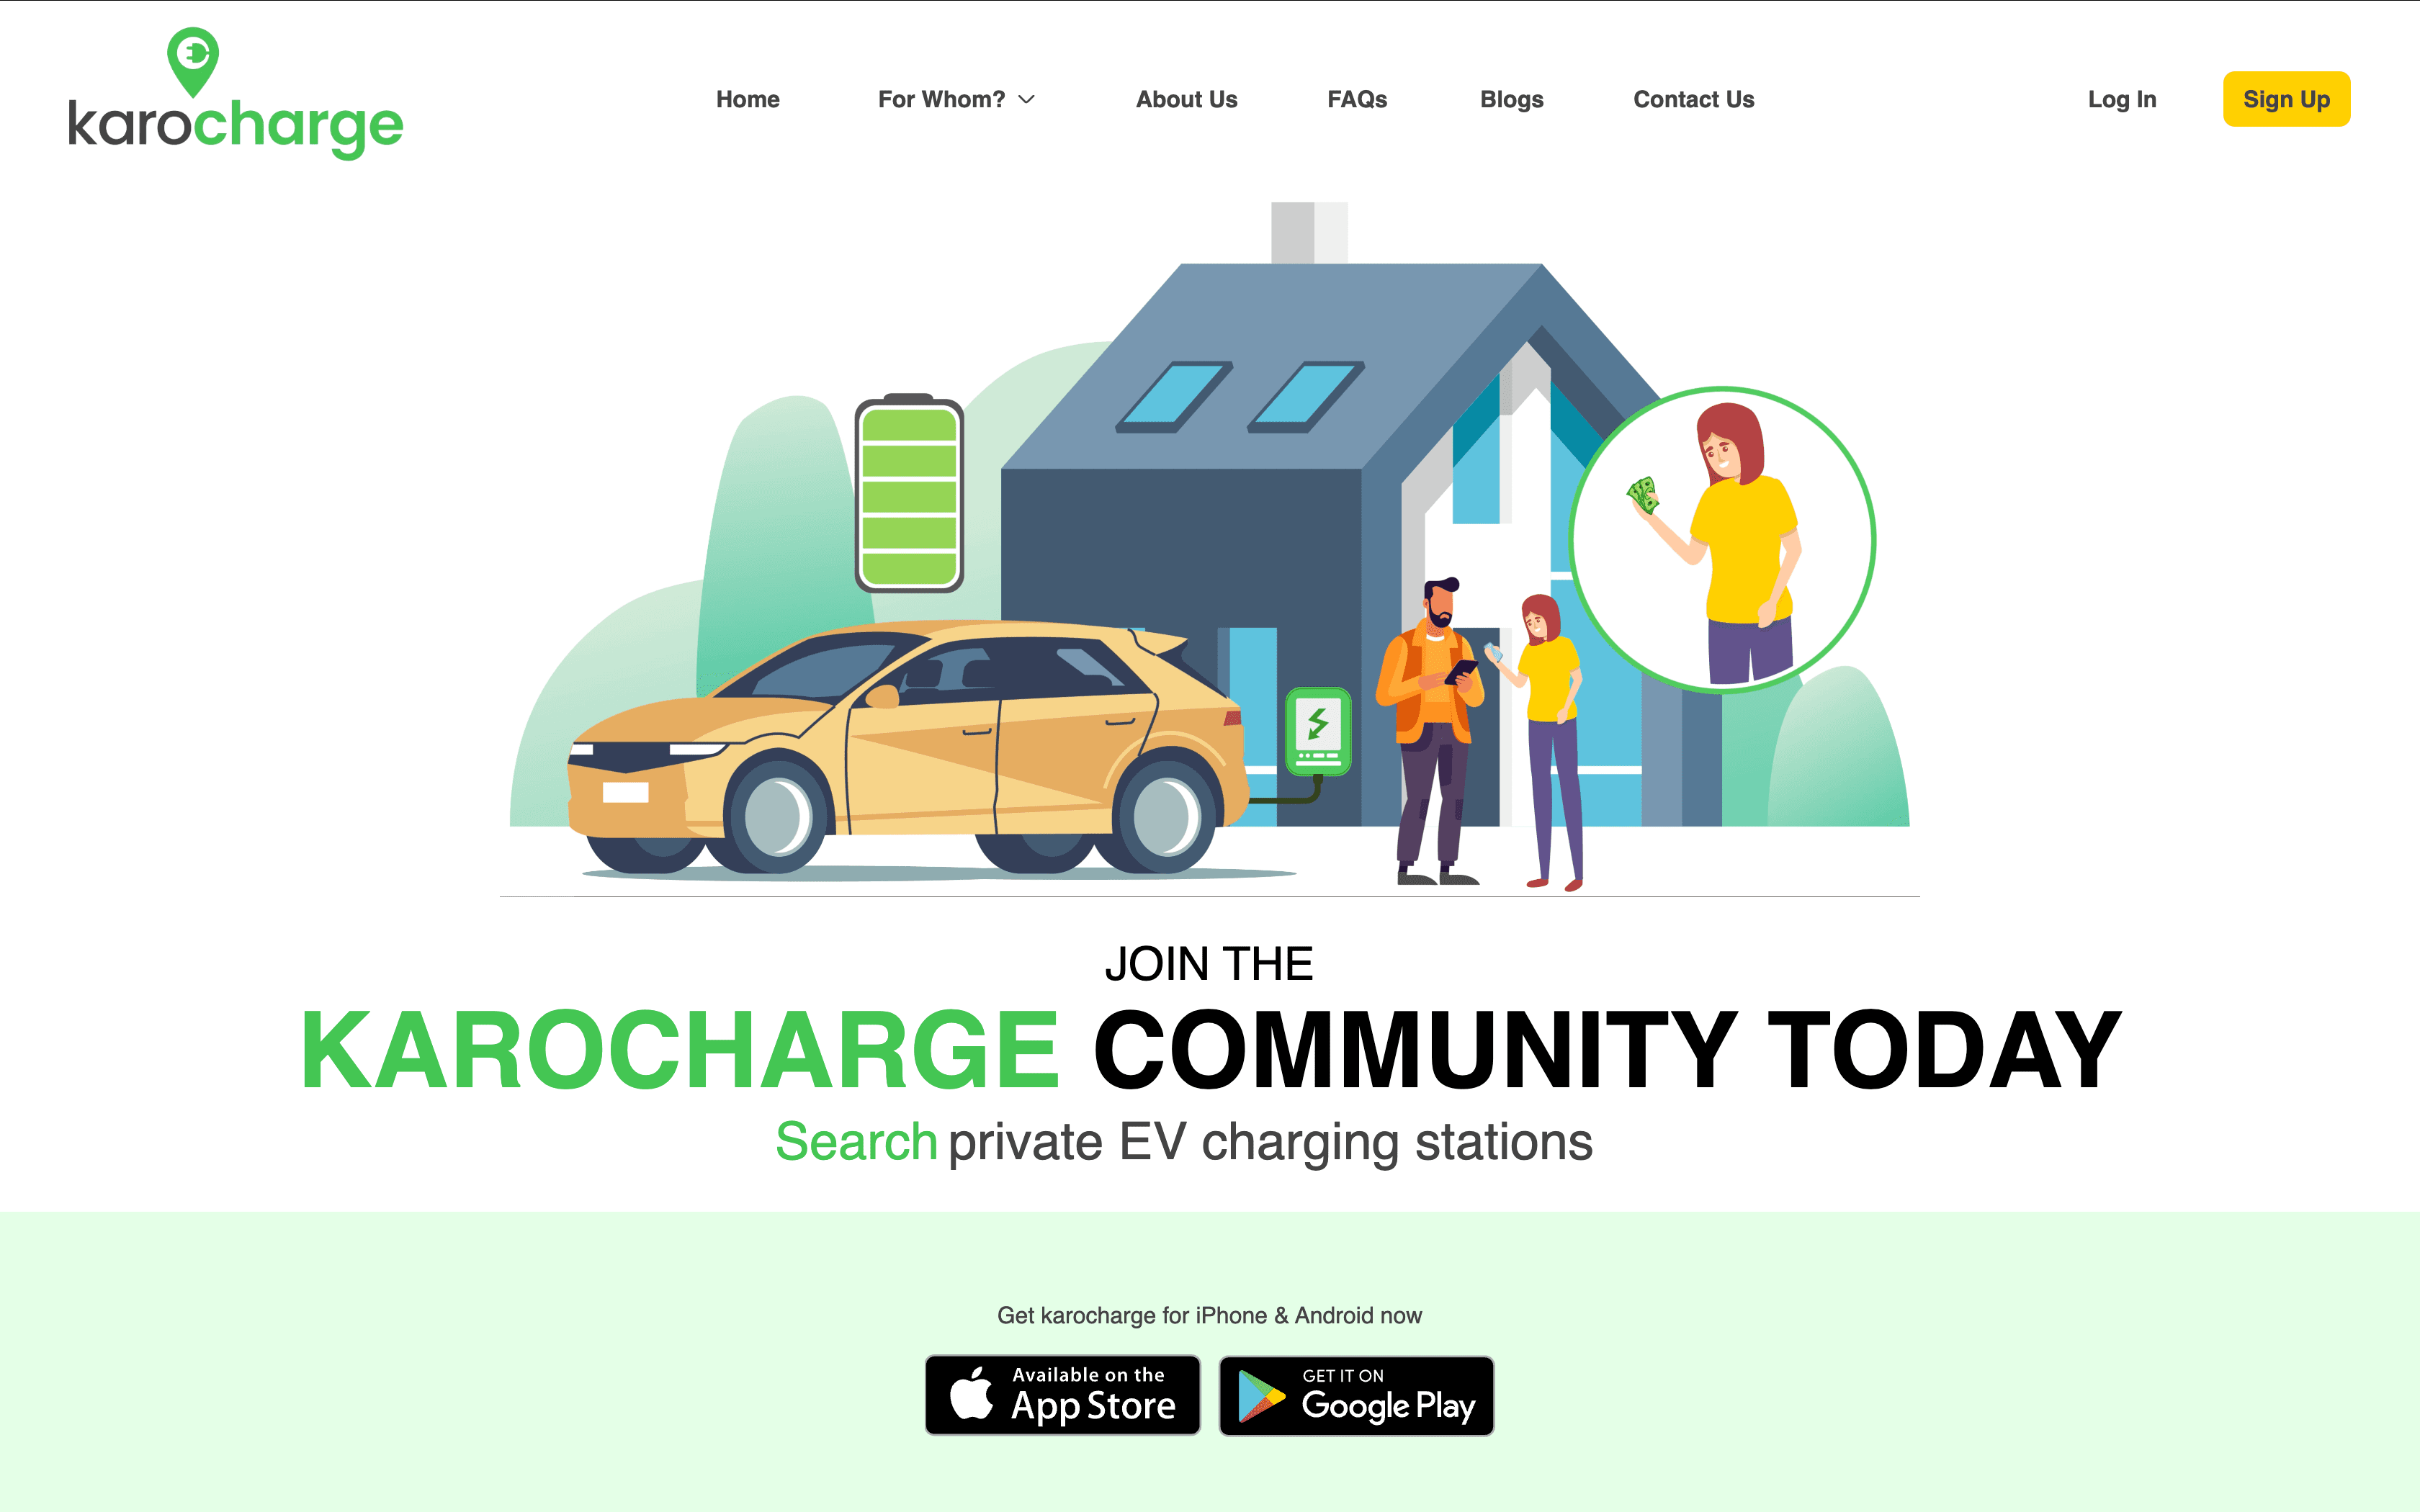 karocharge
Home For Whom? About Us FAQs Blogs Contact Us Log In Sign Up
JOIN THE
KAROCHARGE COMMUNITY TODAY
Search private EV charging stations
Get karocharge for iPhone & Android now
Available on the
App Store
GET IT ON
Google Play